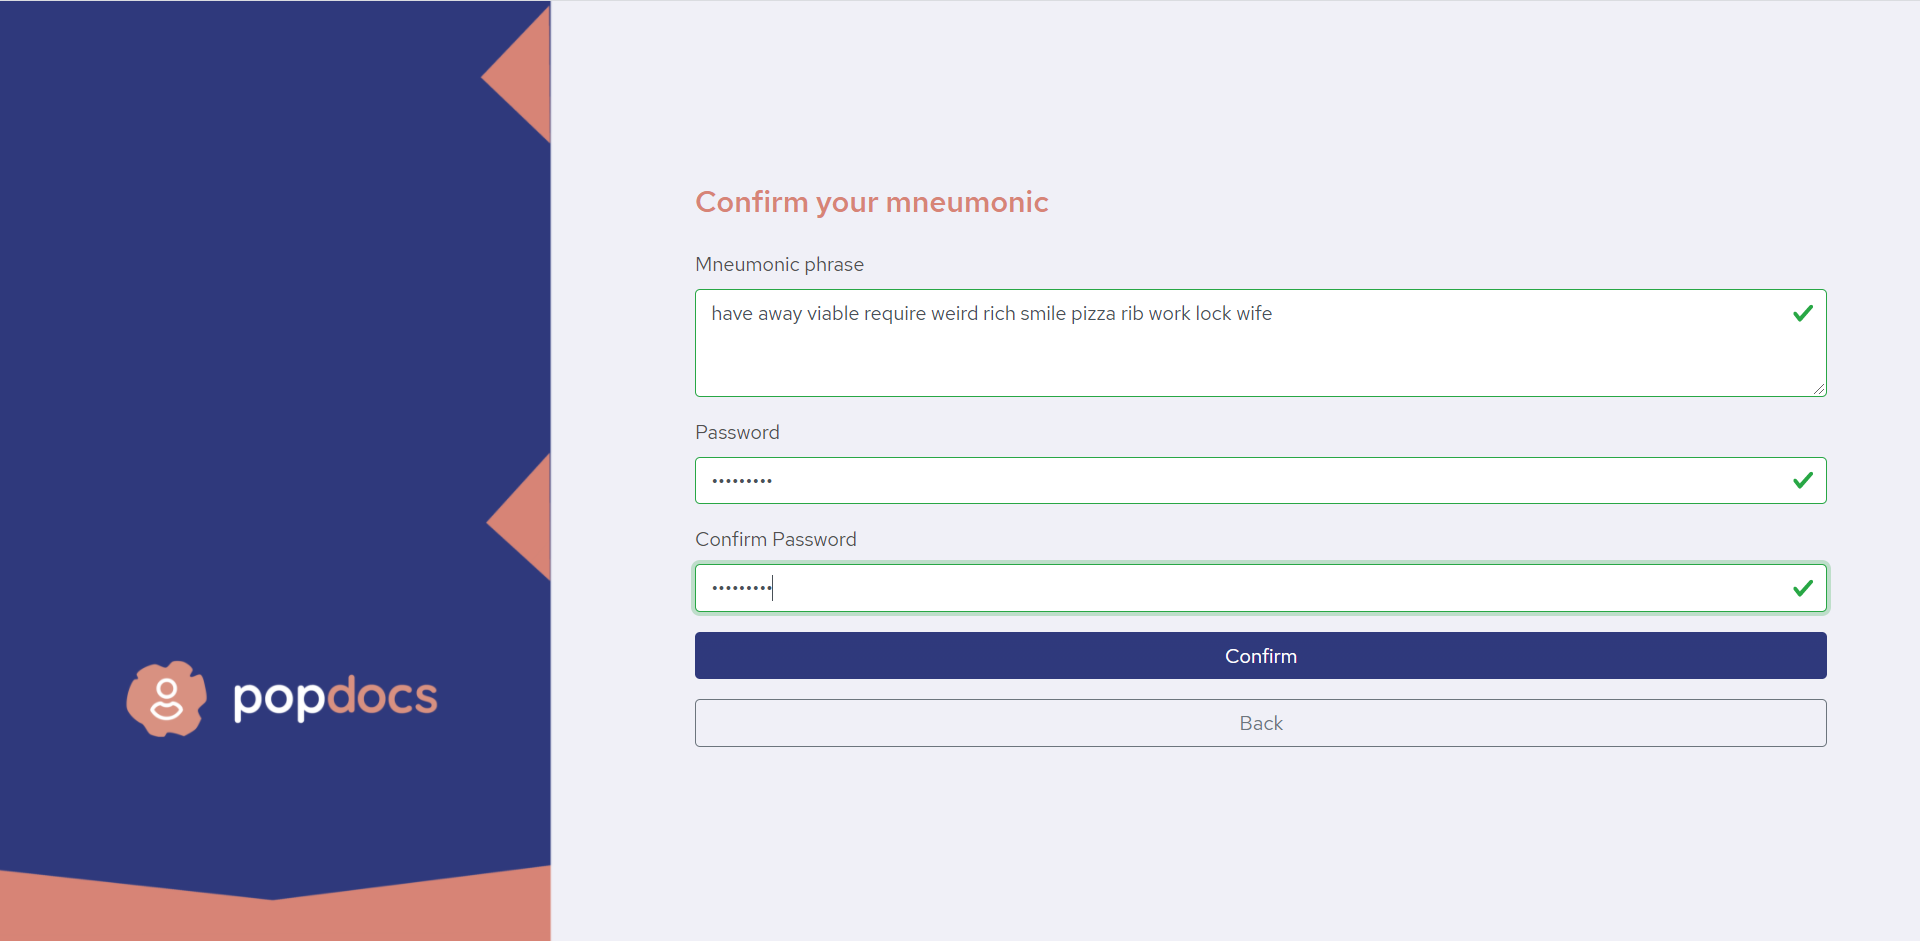 Confirm your mneumonic
Mneumonic phrase
have away viable require weird rich smile pizza rib work lock wife
Password
•••••••••
Confirm Password
•••••••••
Confirm
Back
popdocs